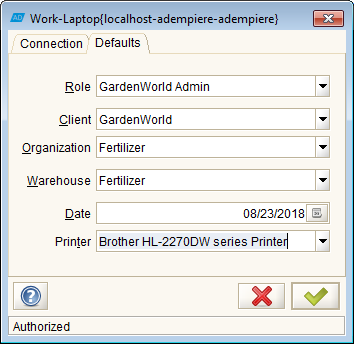 AD Work-Laptop{localhost-adempiere-adempiere}
Connection Defaults
Role GardenWorld Admin
Client GardenWorld
Organization Fertilizer
Warehouse Fertilizer
Date 08/23/2018
Printer Brother HL-2270DW series Printer
?
Authorized